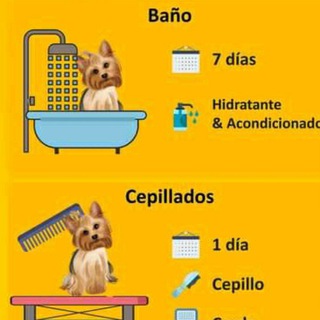 Baño
7 días
Hidratante
& Acondicionado
Cepillados
1 día
Cepillo